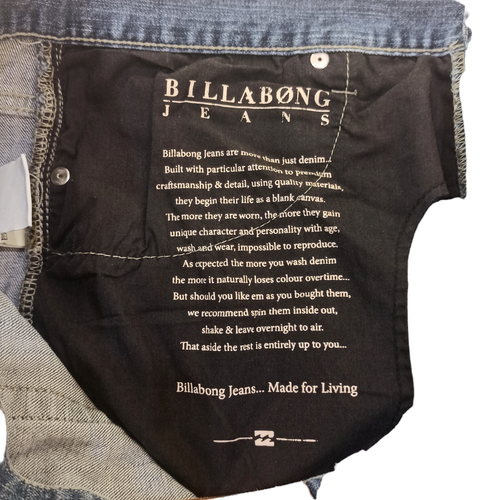 BILLABØNG
JEANS
Billabong Jeans are more than just denim...
Built with particular attention to premium
craftsmanship & detail, using quality materials,
they begin their life as a blank canvas.
The more they are worn, the more they gain
unique character and personality with age,
wash and wear, impossible to reproduce.
As expected the more you wash denim
the more it naturally loses colour overtime...
But should you like em as you bought them,
we recommend spin them inside out,
shake & leave overnight to air.
That aside the rest is entirely up to you...
Billabong Jeans... Made for Living